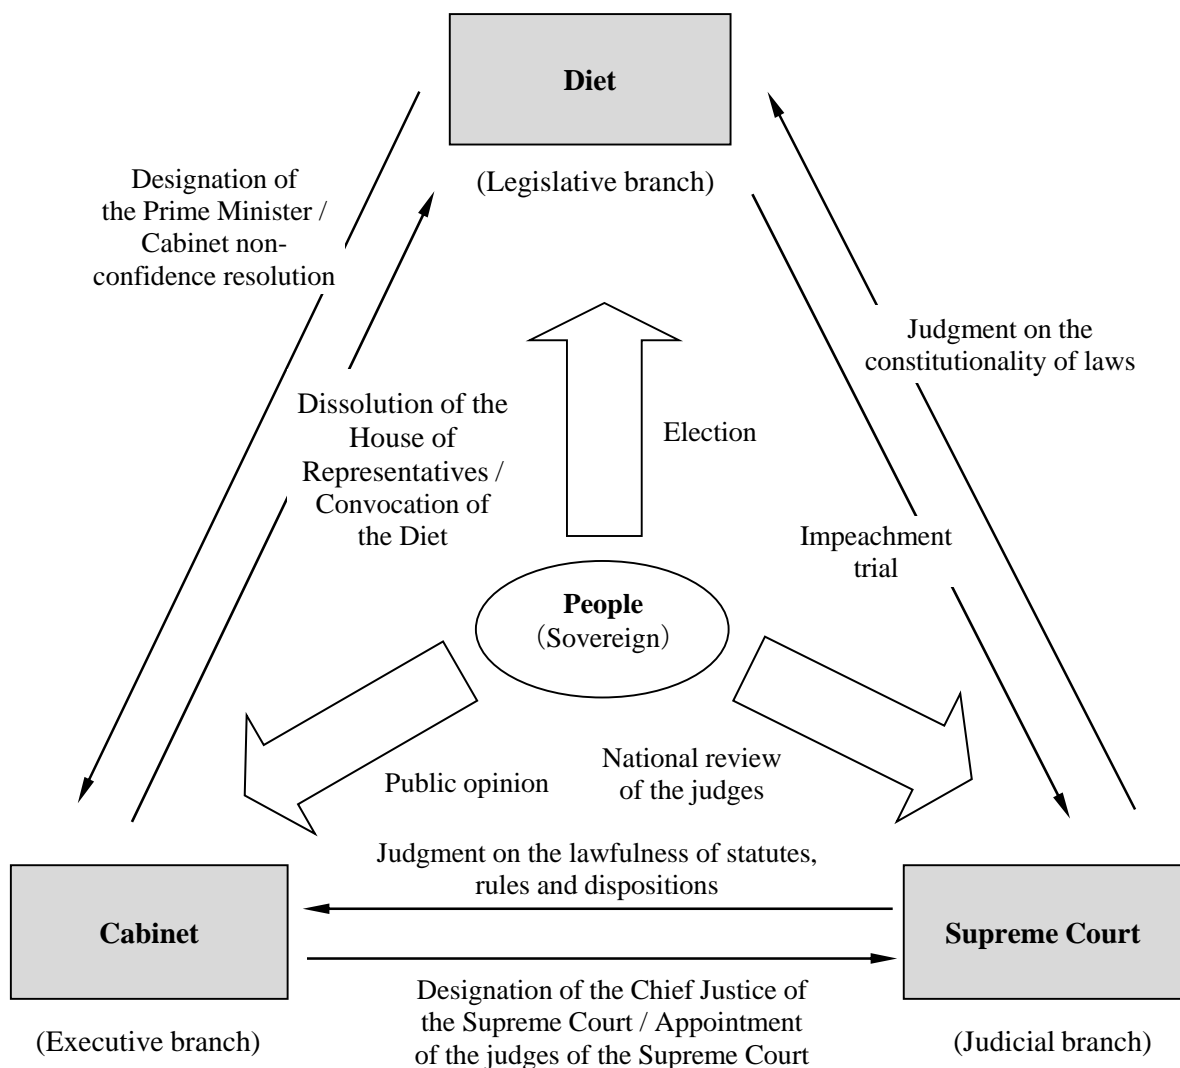 Diet
(Legislative branch)
Designation of
the Prime Minister /
Cabinet non-
confidence resolution
Judgment on the
constitutionality of laws
Dissolution of the
House of
Representatives /
Convocation of
the Diet
Election
Impeachment
trial
People
（Sovereign）
Public opinion
National review
of the judges
Judgment on the lawfulness of statutes,
rules and dispositions
Cabinet
Supreme Court
Designation of the Chief Justice of
the Supreme Court / Appointment
of the judges of the Supreme Court
(Executive branch)
(Judicial branch)